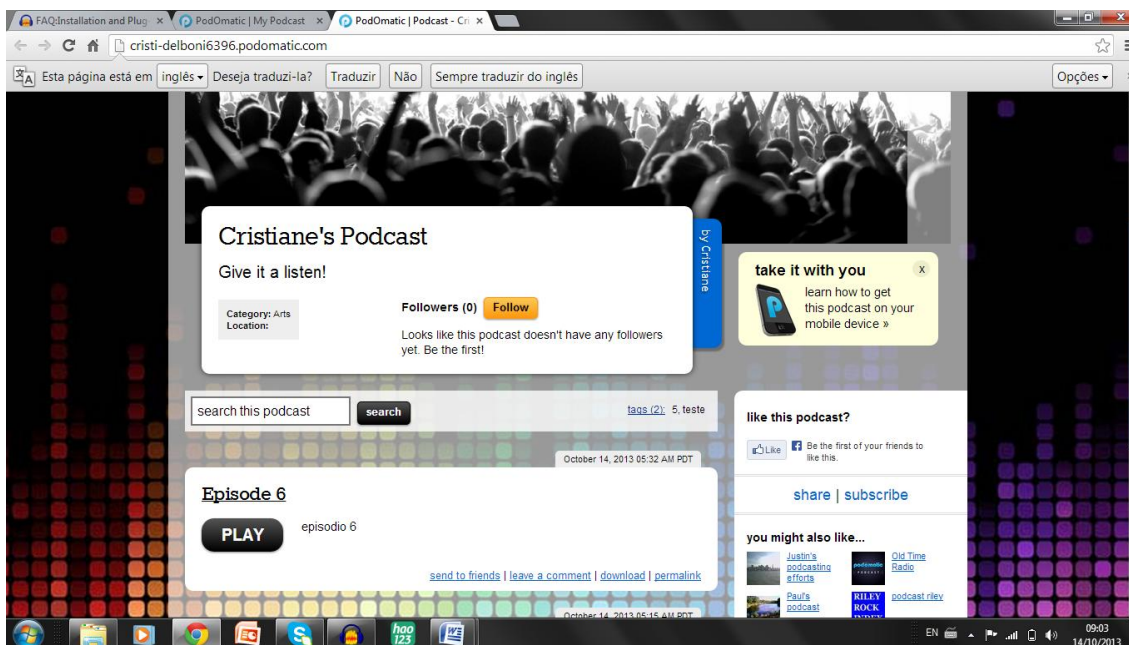 FAQ:Installation and Plug
PodOmatic | My Podcast
PodOmatic | Podcast - Cri
cristi-delboni6396.podomatic.com
Esta página está em inglês Deseja traduzi-la? Traduzir Não Sempre traduzir do inglês Opções
Cristiane's Podcast
Give it a listen!
Category: Arts
Location:
Followers (0) Follow
Looks like this podcast doesn't have any followers
yet. Be the first!
by Cristiane
take it with you x
learn how to get
this podcast on your
mobile device »
search this podcast search
tags (2): 5, teste
October 14, 2013 05:32 AM PDT
Episode 6
PLAY
episodio 6
send to friends | leave a comment | download | permalink
October 14, 2013 05:15 AM PDT
like this podcast?
Like
Be the first of your friends to
like this.
share | subscribe
you might also like...
Justin's
podcasting
efforts
podomatic
PODCAST
Old Time
Radio
Paul's
podcast
RILEY
ROCK
INDEX
podcast riley
hao
123
EN
09:03
14/10/2013